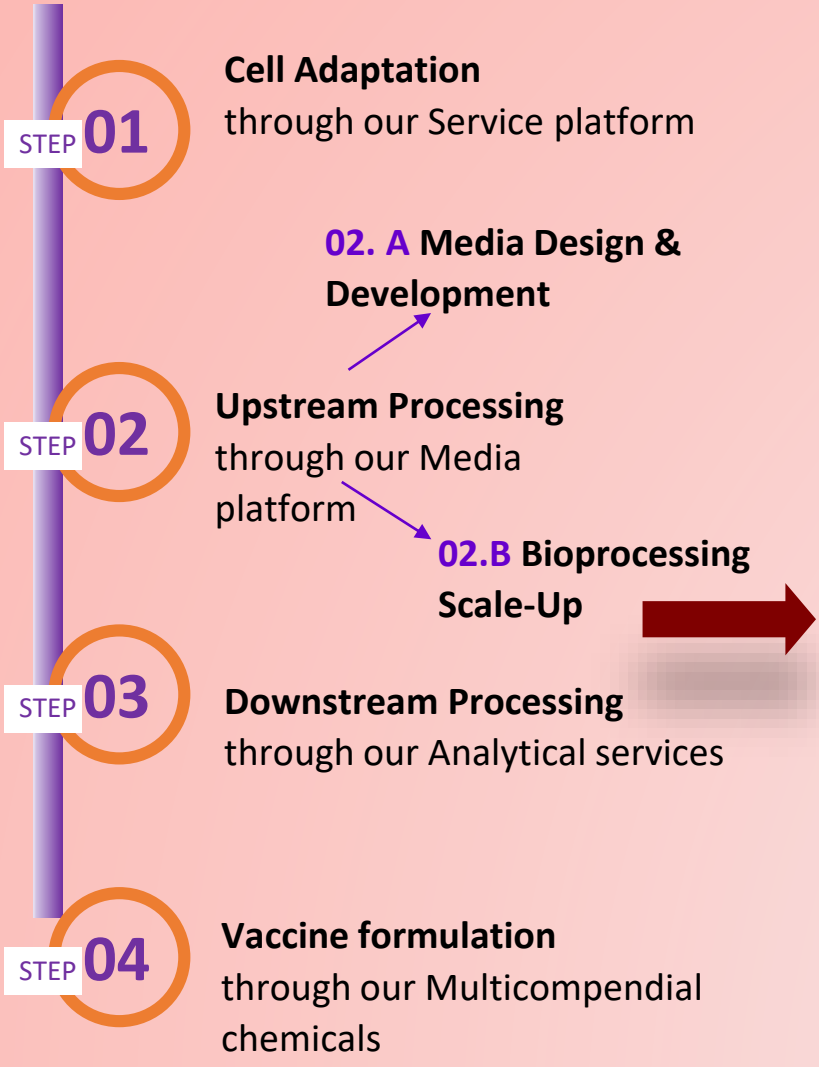 STEP 01
Cell Adaptation
through our Service platform
02. A Media Design &
Development
STEP 02
Upstream Processing
through our Media
platform
02.B Bioprocessing
Scale-Up
STEP 03
Downstream Processing
through our Analytical services
STEP 04
Vaccine formulation
through our Multicompendial
chemicals